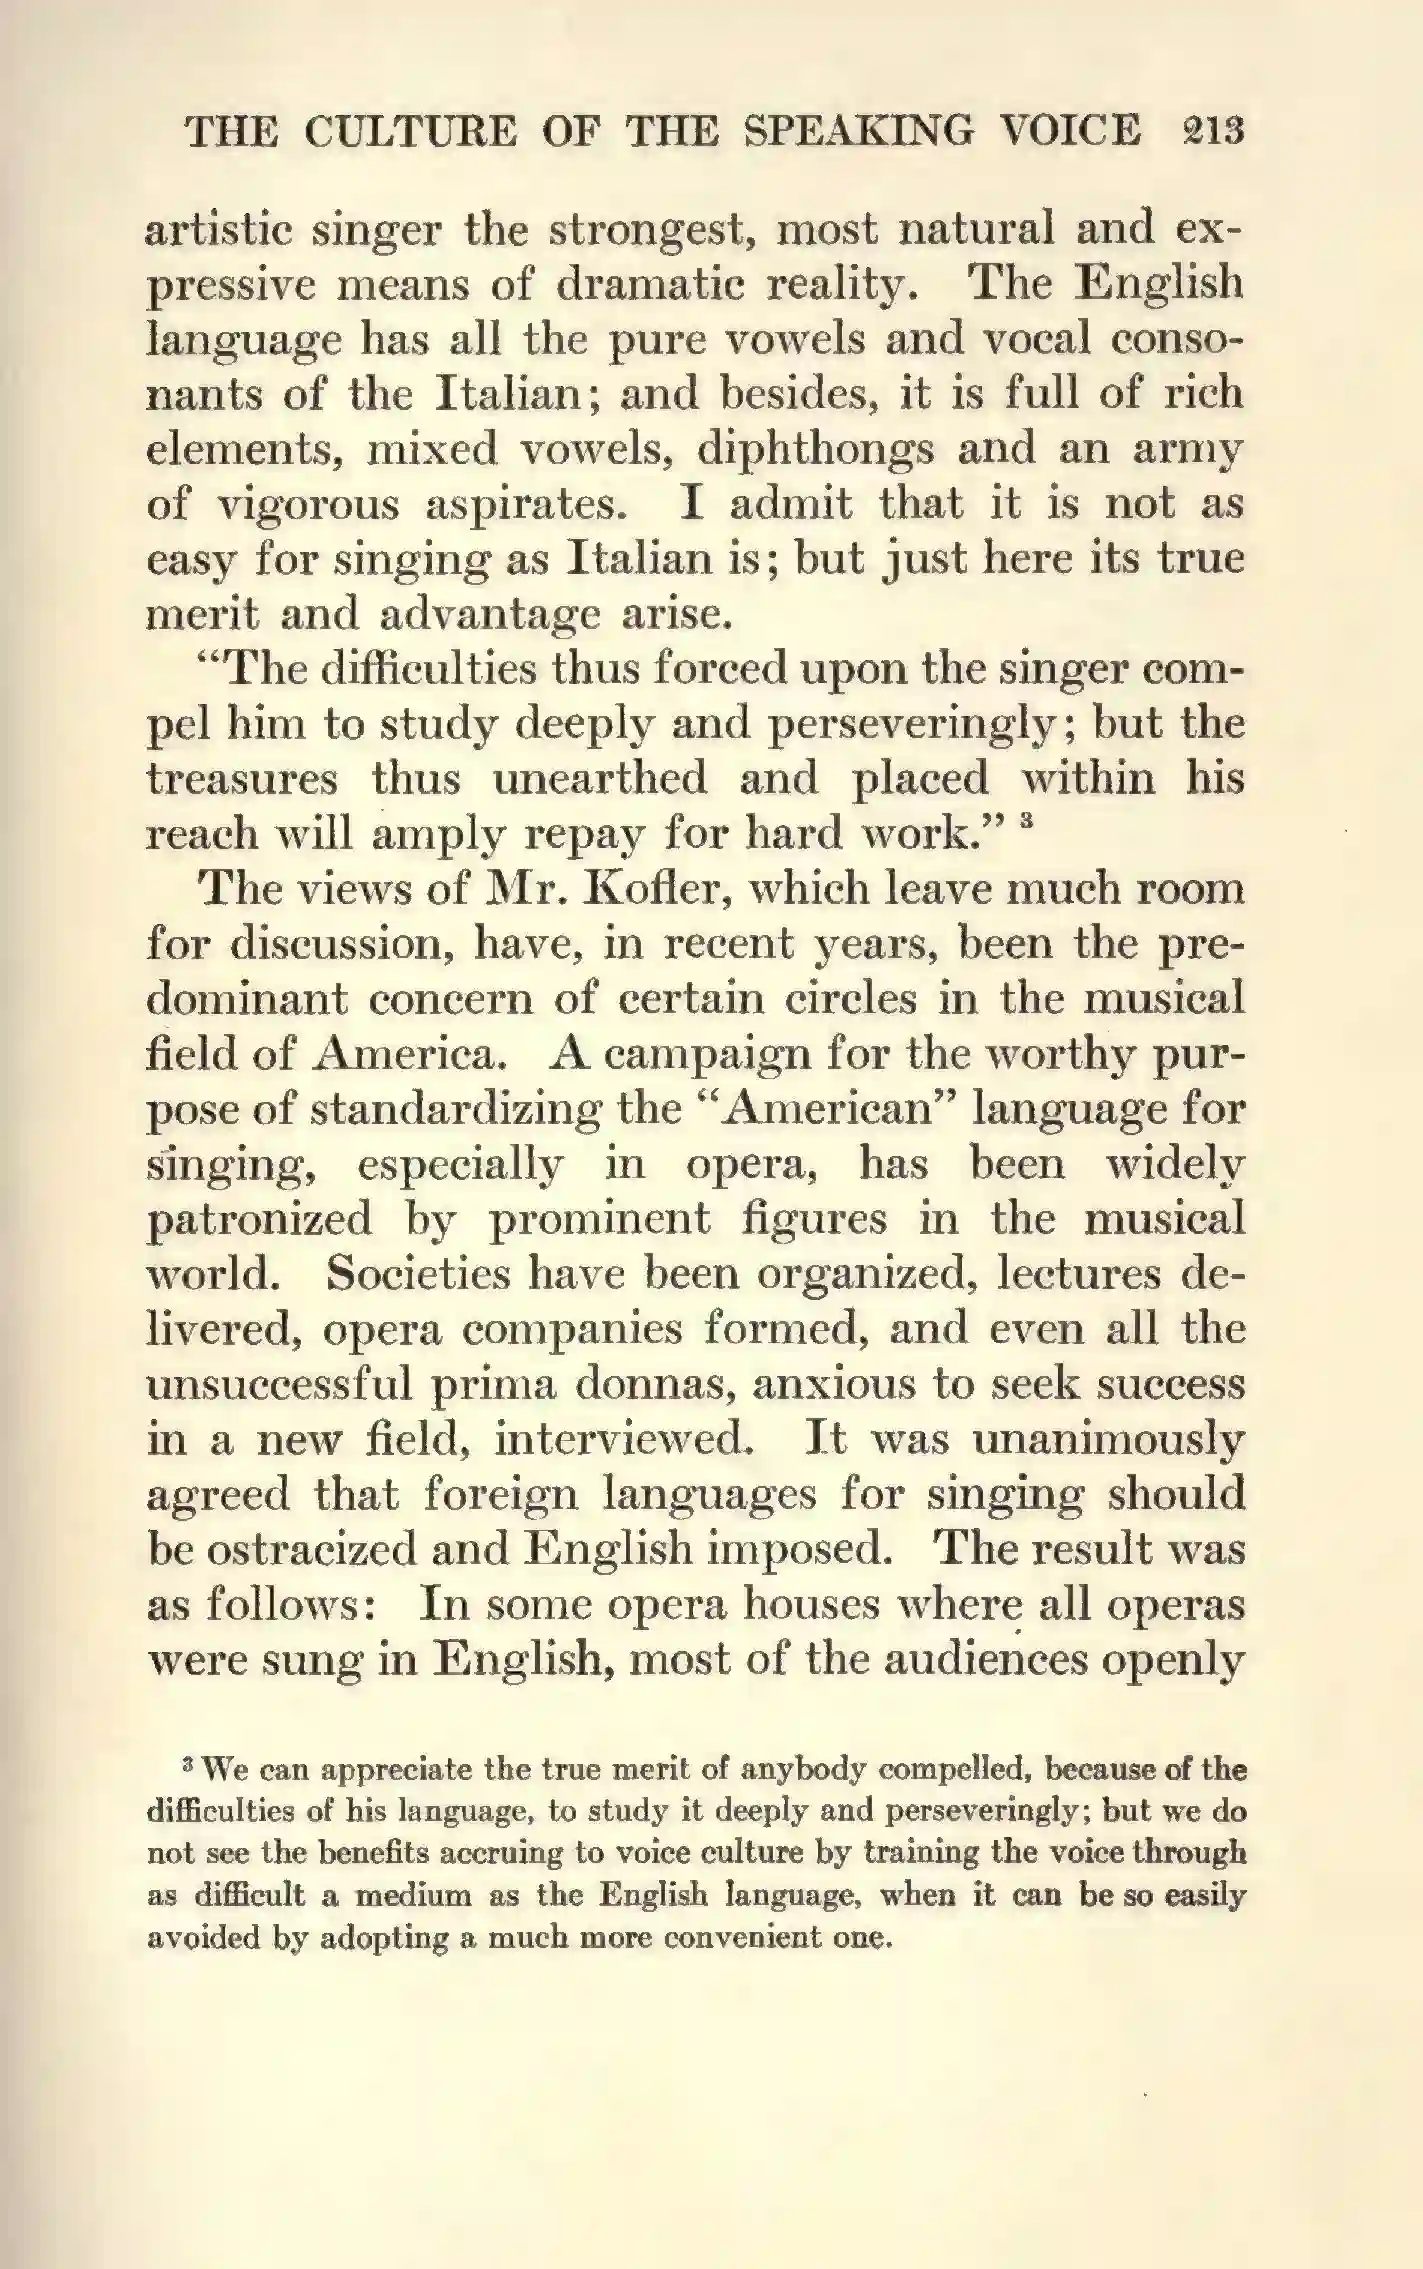 THE CULTURE OF THE SPEAKING VOICE 213
artistic singer the strongest, most natural and ex-
pressive means of dramatic reality. The English
language has all the pure vowels and vocal conso-
nants of the Italian; and besides, it is full of rich
elements, mixed vowels, diphthongs and an army
of vigorous aspirates. I admit that it is not as
easy for singing as Italian is; but just here its true
merit and advantage arise.
“The difficulties thus forced upon the singer com-
pel him to study deeply and perseveringly; but the
treasures thus unearthed and placed within his
reach will amply repay for hard work.” ³
The views of Mr. Kofler, which leave much room
for discussion, have, in recent years, been the pre-
dominant concern of certain circles in the musical
field of America. A campaign for the worthy pur-
pose of standardizing the “American” language for
singing, especially in opera, has been widely
patronized by prominent figures in the musical
world. Societies have been organized, lectures de-
livered, opera companies formed, and even all the
unsuccessful prima donnas, anxious to seek success
in a new field, interviewed. It was unanimously
agreed that foreign languages for singing should
be ostracized and English imposed. The result was
as follows: In some opera houses where all operas
were sung in English, most of the audiences openly
³ We can appreciate the true merit of anybody compelled, because of the
difficulties of his language, to study it deeply and perseveringly; but we do
not see the benefits accruing to voice culture by training the voice through
as difficult a medium as the English language, when it can be so easily
avoided by adopting a much more convenient one.